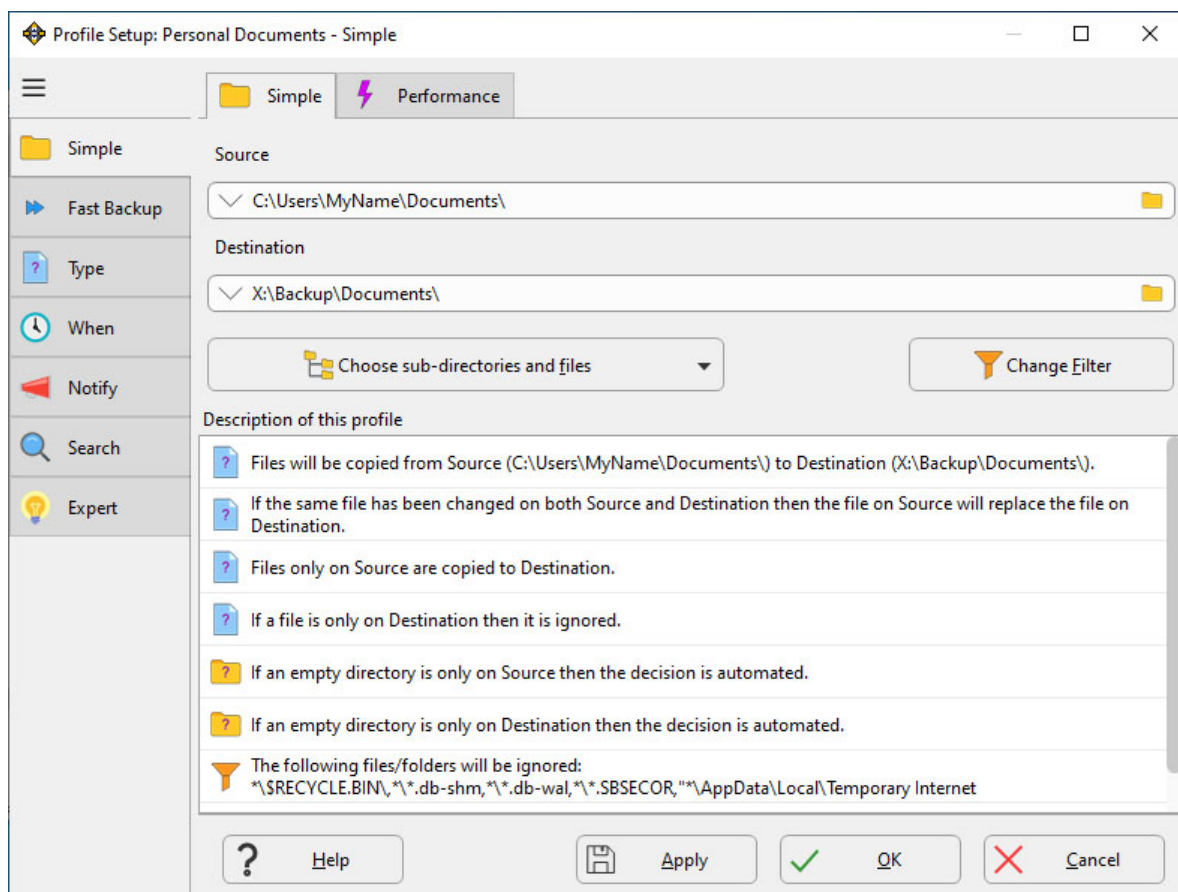 Profile Setup: Personal Documents - Simple
Simple
Performance
Simple
Fast Backup
Type
When
Notify
Search
Expert
Source
C:\Users\MyName\Documents\
Destination
X:\Backup\Documents\
Choose sub-directories and files
Change Filter
Description of this profile
Files will be copied from Source (C:\Users\MyName\Documents\) to Destination (X:\Backup\Documents\).
If the same file has been changed on both Source and Destination then the file on Source will replace the file on
Destination.
Files only on Source are copied to Destination.
If a file is only on Destination then it is ignored.
If an empty directory is only on Source then the decision is automated.
If an empty directory is only on Destination then the decision is automated.
The following files/folders will be ignored:
*\$RECYCLE.BIN\,*\*.db-shm,*\*.db-wal,*\*.SBSECOR,"*\AppData\Local\Temporary Internet
? Help
Apply
OK
Cancel